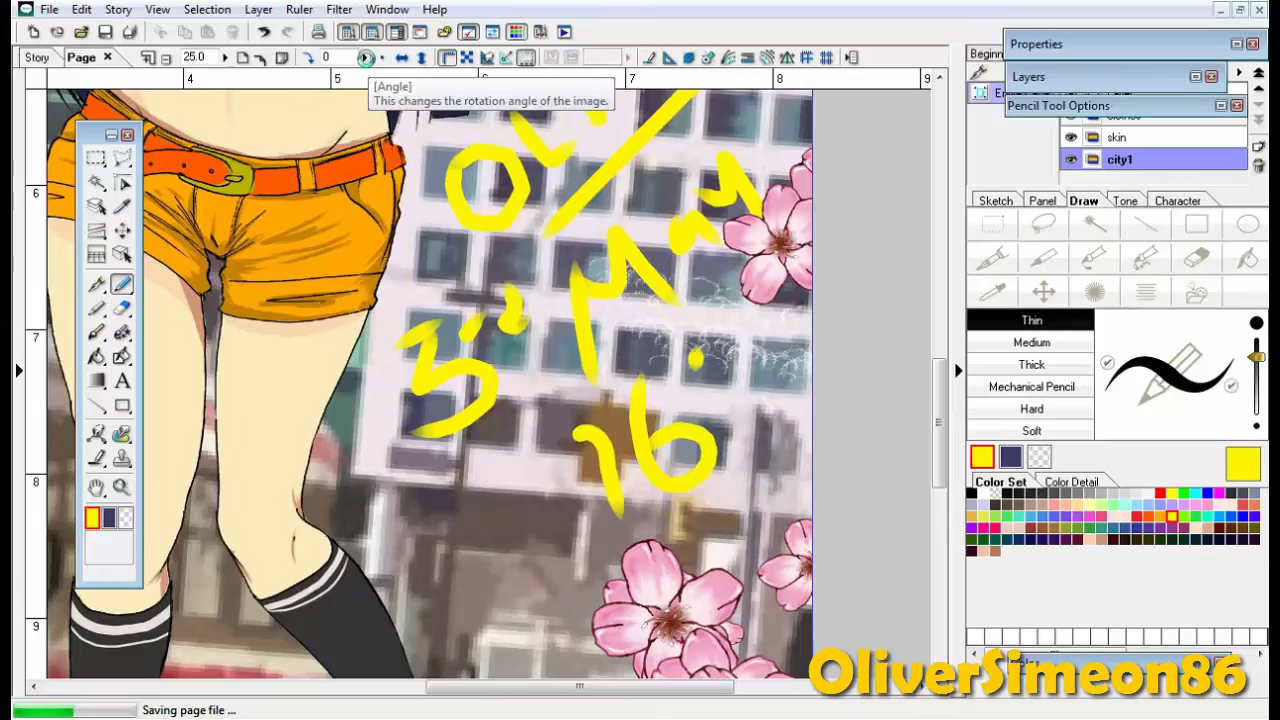 File Edit Story View Selection Layer Ruler Filter Window Help
Story Page 25.0 0
4 5 6 7 8 9
[Angle]
This changes the rotation angle of the image.
6
7
8
9
May
16
Properties
Layers
Pencil Tool Options
skin
city1
Sketch Panel Draw Tone Character
Thin
Medium
Thick
Mechanical Pencil
Hard
Soft
Color Set Color Detail
OliverSimeon86
Saving page file ...